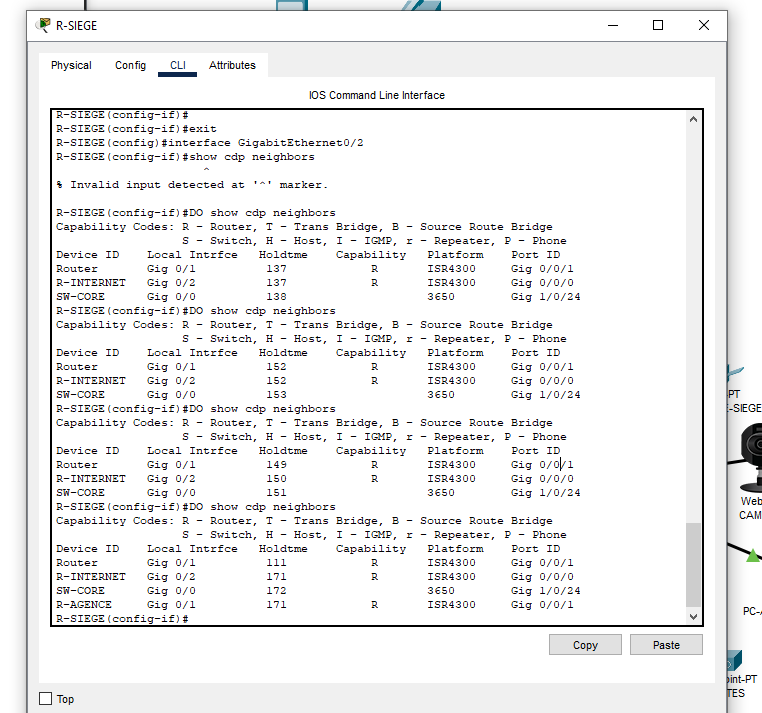 R-SIEGE
Physical Config CLI Attributes
IOS Command Line Interface
R-SIEGE(config-if)#
R-SIEGE(config-if)#exit
R-SIEGE(config)#interface GigabitEthernet0/2
R-SIEGE(config-if)#show cdp neighbors
^
% Invalid input detected at '^' marker.
R-SIEGE(config-if)#DO show cdp neighbors
Capability Codes: R - Router, T - Trans Bridge, B - Source Route Bridge
S - Switch, H - Host, I - IGMP, r - Repeater, P - Phone
Device ID Local Intrfce Holdtme Capability Platform Port ID
Router Gig 0/1 137 R ISR4300 Gig 0/0/1
R-INTERNET Gig 0/2 137 R ISR4300 Gig 0/0/0
SW-CORE Gig 0/0 138 3650 Gig 1/0/24
R-SIEGE(config-if)#DO show cdp neighbors
Capability Codes: R - Router, T - Trans Bridge, B - Source Route Bridge
S - Switch, H - Host, I - IGMP, r - Repeater, P - Phone
Device ID Local Intrfce Holdtme Capability Platform Port ID
Router Gig 0/1 152 R ISR4300 Gig 0/0/1
R-INTERNET Gig 0/2 152 R ISR4300 Gig 0/0/0
SW-CORE Gig 0/0 153 3650 Gig 1/0/24
R-SIEGE(config-if)#DO show cdp neighbors
Capability Codes: R - Router, T - Trans Bridge, B - Source Route Bridge
S - Switch, H - Host, I - IGMP, r - Repeater, P - Phone
Device ID Local Intrfce Holdtme Capability Platform Port ID
Router Gig 0/1 149 R ISR4300 Gig 0/0/1
R-INTERNET Gig 0/2 150 R ISR4300 Gig 0/0/0
SW-CORE Gig 0/0 151 3650 Gig 1/0/24
R-SIEGE(config-if)#DO show cdp neighbors
Capability Codes: R - Router, T - Trans Bridge, B - Source Route Bridge
S - Switch, H - Host, I - IGMP, r - Repeater, P - Phone
Device ID Local Intrfce Holdtme Capability Platform Port ID
Router Gig 0/1 111 R ISR4300 Gig 0/0/1
R-INTERNET Gig 0/2 171 R ISR4300 Gig 0/0/0
SW-CORE Gig 0/0 172 3650 Gig 1/0/24
R-AGENCE Gig 0/1 171 R ISR4300 Gig 0/0/1
R-SIEGE(config-if)#
Copy Paste
Top
-PT
E-SIEGE
Web
CAM
PC-
oint-PT
TES